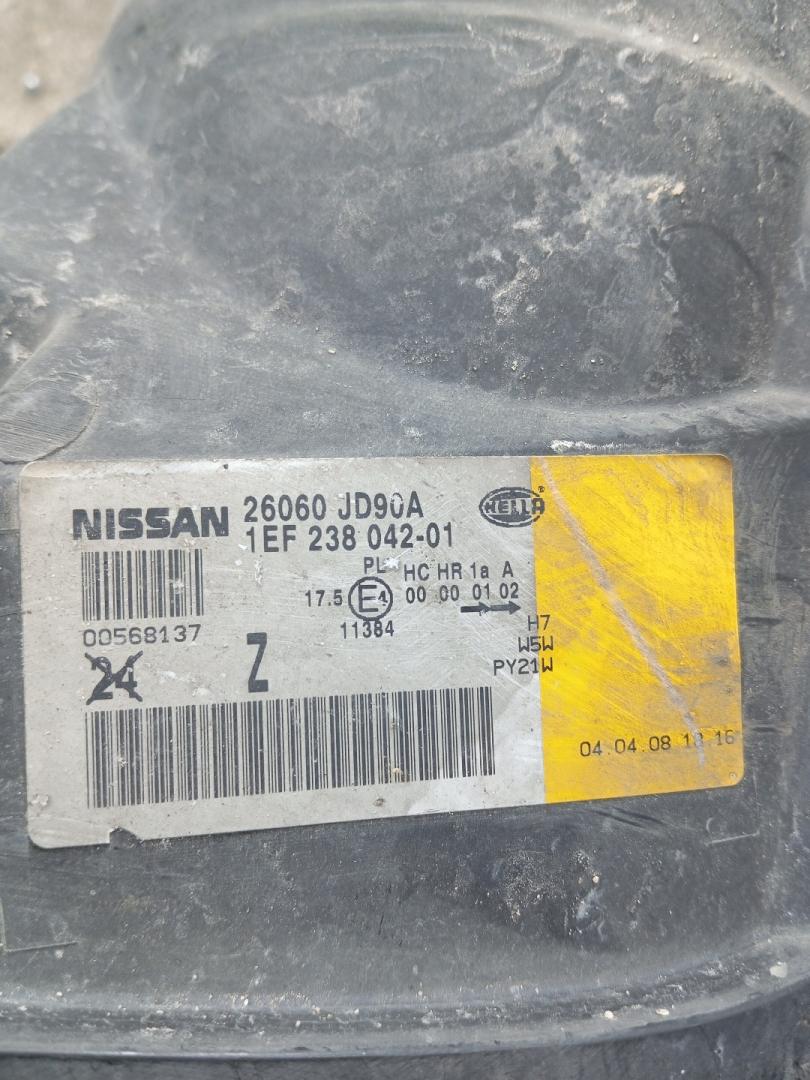 NISSAN 26060 JD90A HELLA®
1EF 238 042-01
PL* HC HR 1a A
17.5 E4 00 00 01 02
00568137
11384
H7
W5W
PY21W
24
Z
04.04.08